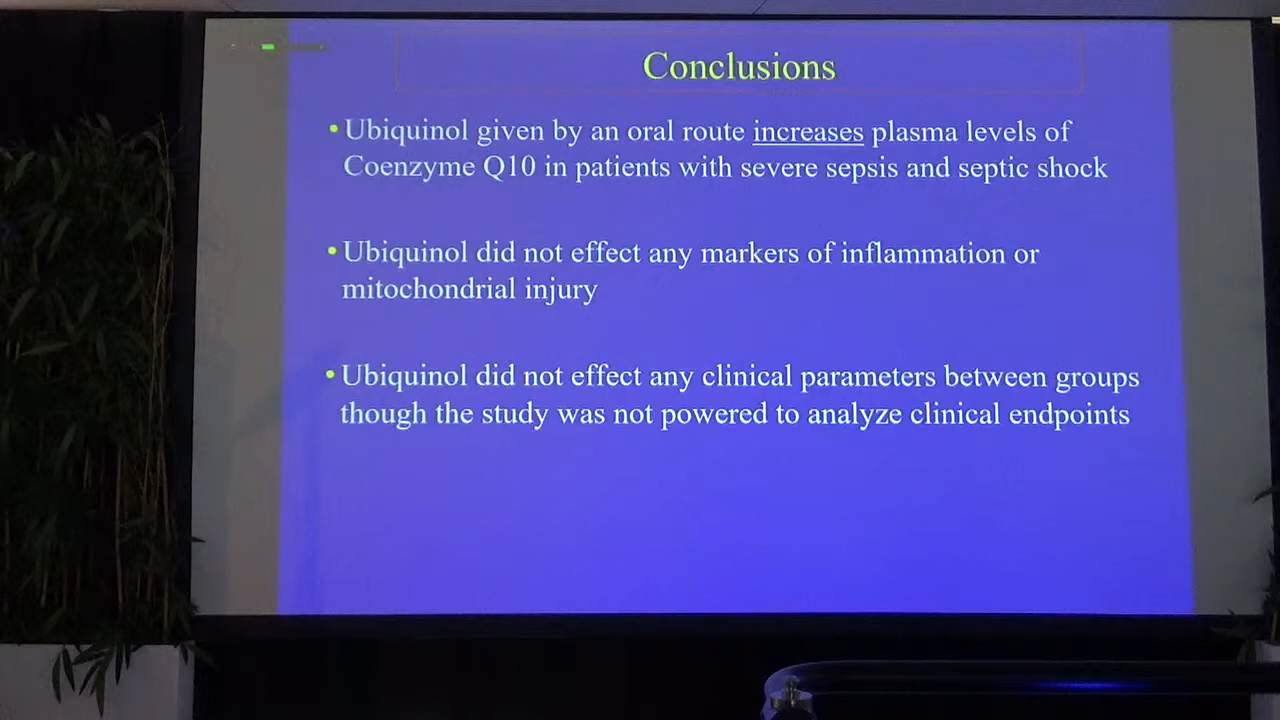 Conclusions
• Ubiquinol given by an oral route increases plasma levels of
Coenzyme Q10 in patients with severe sepsis and septic shock
• Ubiquinol did not effect any markers of inflammation or
mitochondrial injury
• Ubiquinol did not effect any clinical parameters between groups
though the study was not powered to analyze clinical endpoints